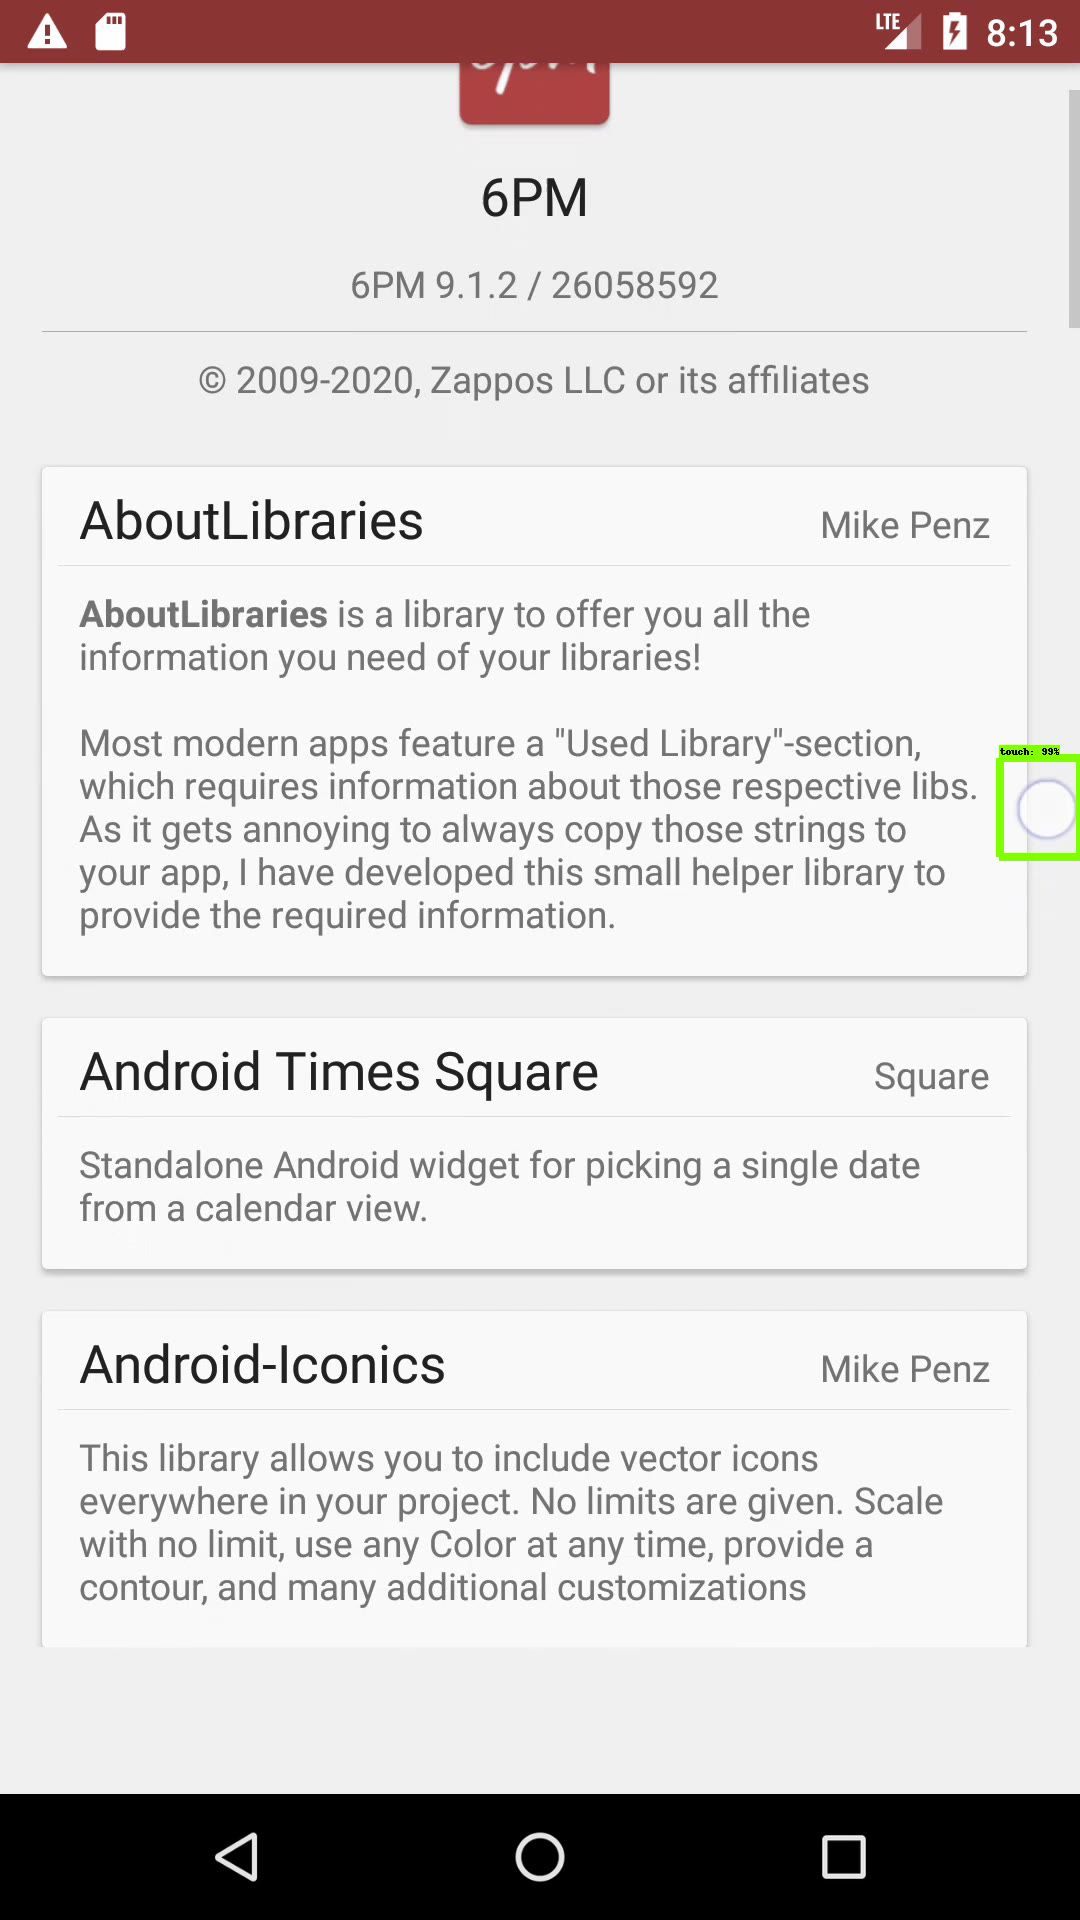 LTE 8:13
6PM
6PM 9.1.2 / 26058592
© 2009-2020, Zappos LLC or its affiliates
AboutLibraries Mike Penz
AboutLibraries is a library to offer you all the
information you need of your libraries!
Most modern apps feature a "Used Library"-section,
which requires information about those respective libs.
As it gets annoying to always copy those strings to
your app, I have developed this small helper library to
provide the required information.
touch: 99%
Android Times Square Square
Standalone Android widget for picking a single date
from a calendar view.
Android-Iconics Mike Penz
This library allows you to include vector icons
everywhere in your project. No limits are given. Scale
with no limit, use any Color at any time, provide a
contour, and many additional customizations